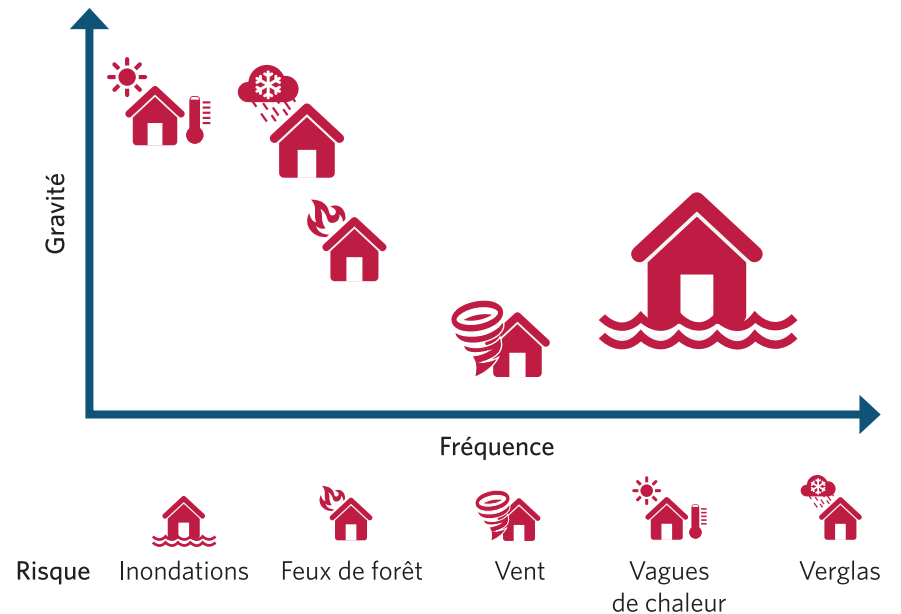 Gravité
Fréquence
Risque
Inondations
Feux de forêt
Vent
Vagues
de chaleur
Verglas